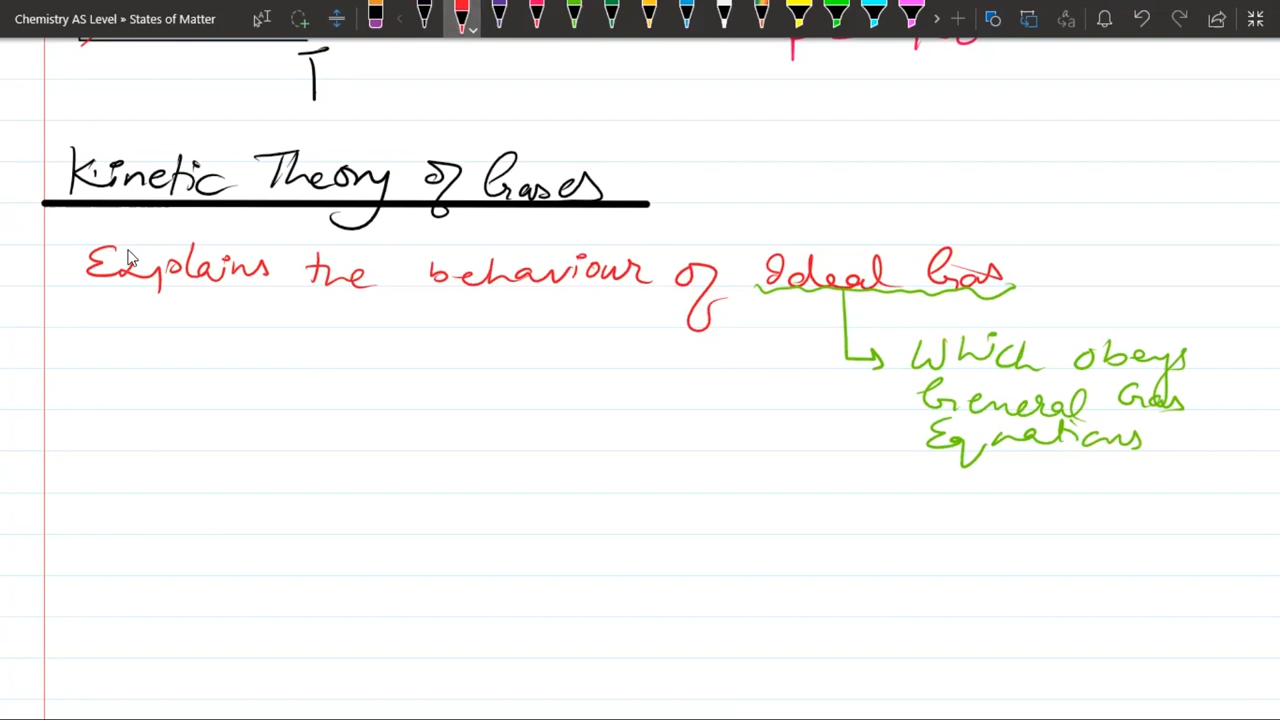 Chemistry AS Level » States of Matter
T
Kinetic Theory of Gases
Explains the behaviour of Ideal Gas
Which obeys
General Gas
Equations